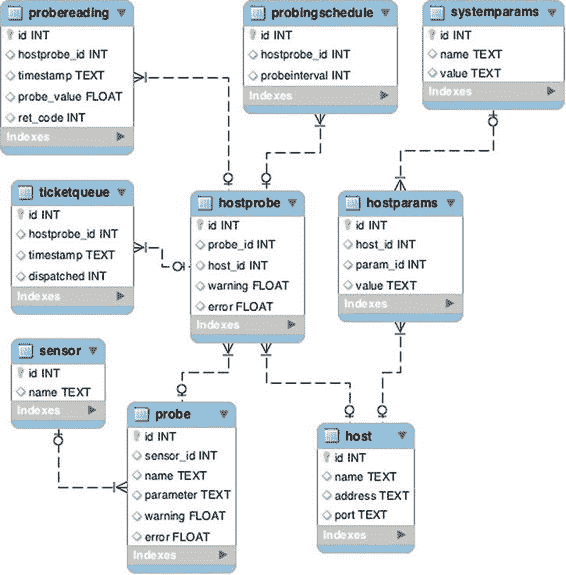 probereading
id INT
hostprobe_id INT
timestamp TEXT
probe_value FLOAT
ret_code INT
Indexes
probingschedule
id INT
hostprobe_id INT
probeinterval INT
Indexes
systemparams
id INT
name TEXT
value TEXT
Indexes
ticketqueue
id INT
hostprobe_id INT
timestamp TEXT
dispatched INT
Indexes
hostprobe
id INT
probe_id INT
host_id INT
warning FLOAT
error FLOAT
Indexes
hostparams
id INT
host_id INT
param_id INT
value TEXT
Indexes
sensor
id INT
name TEXT
Indexes
probe
id INT
sensor_id INT
name TEXT
parameter TEXT
warning FLOAT
error FLOAT
Indexes
host
id INT
name TEXT
address TEXT
port TEXT
Indexes